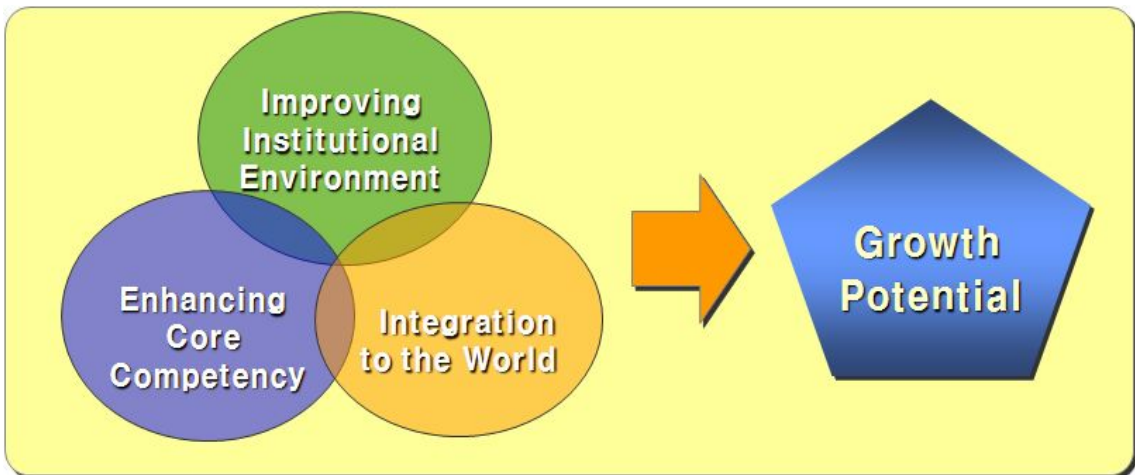 Improving
Institutional
Environment
Enhancing
Core
Competency
Integration
to the World
Growth
Potential